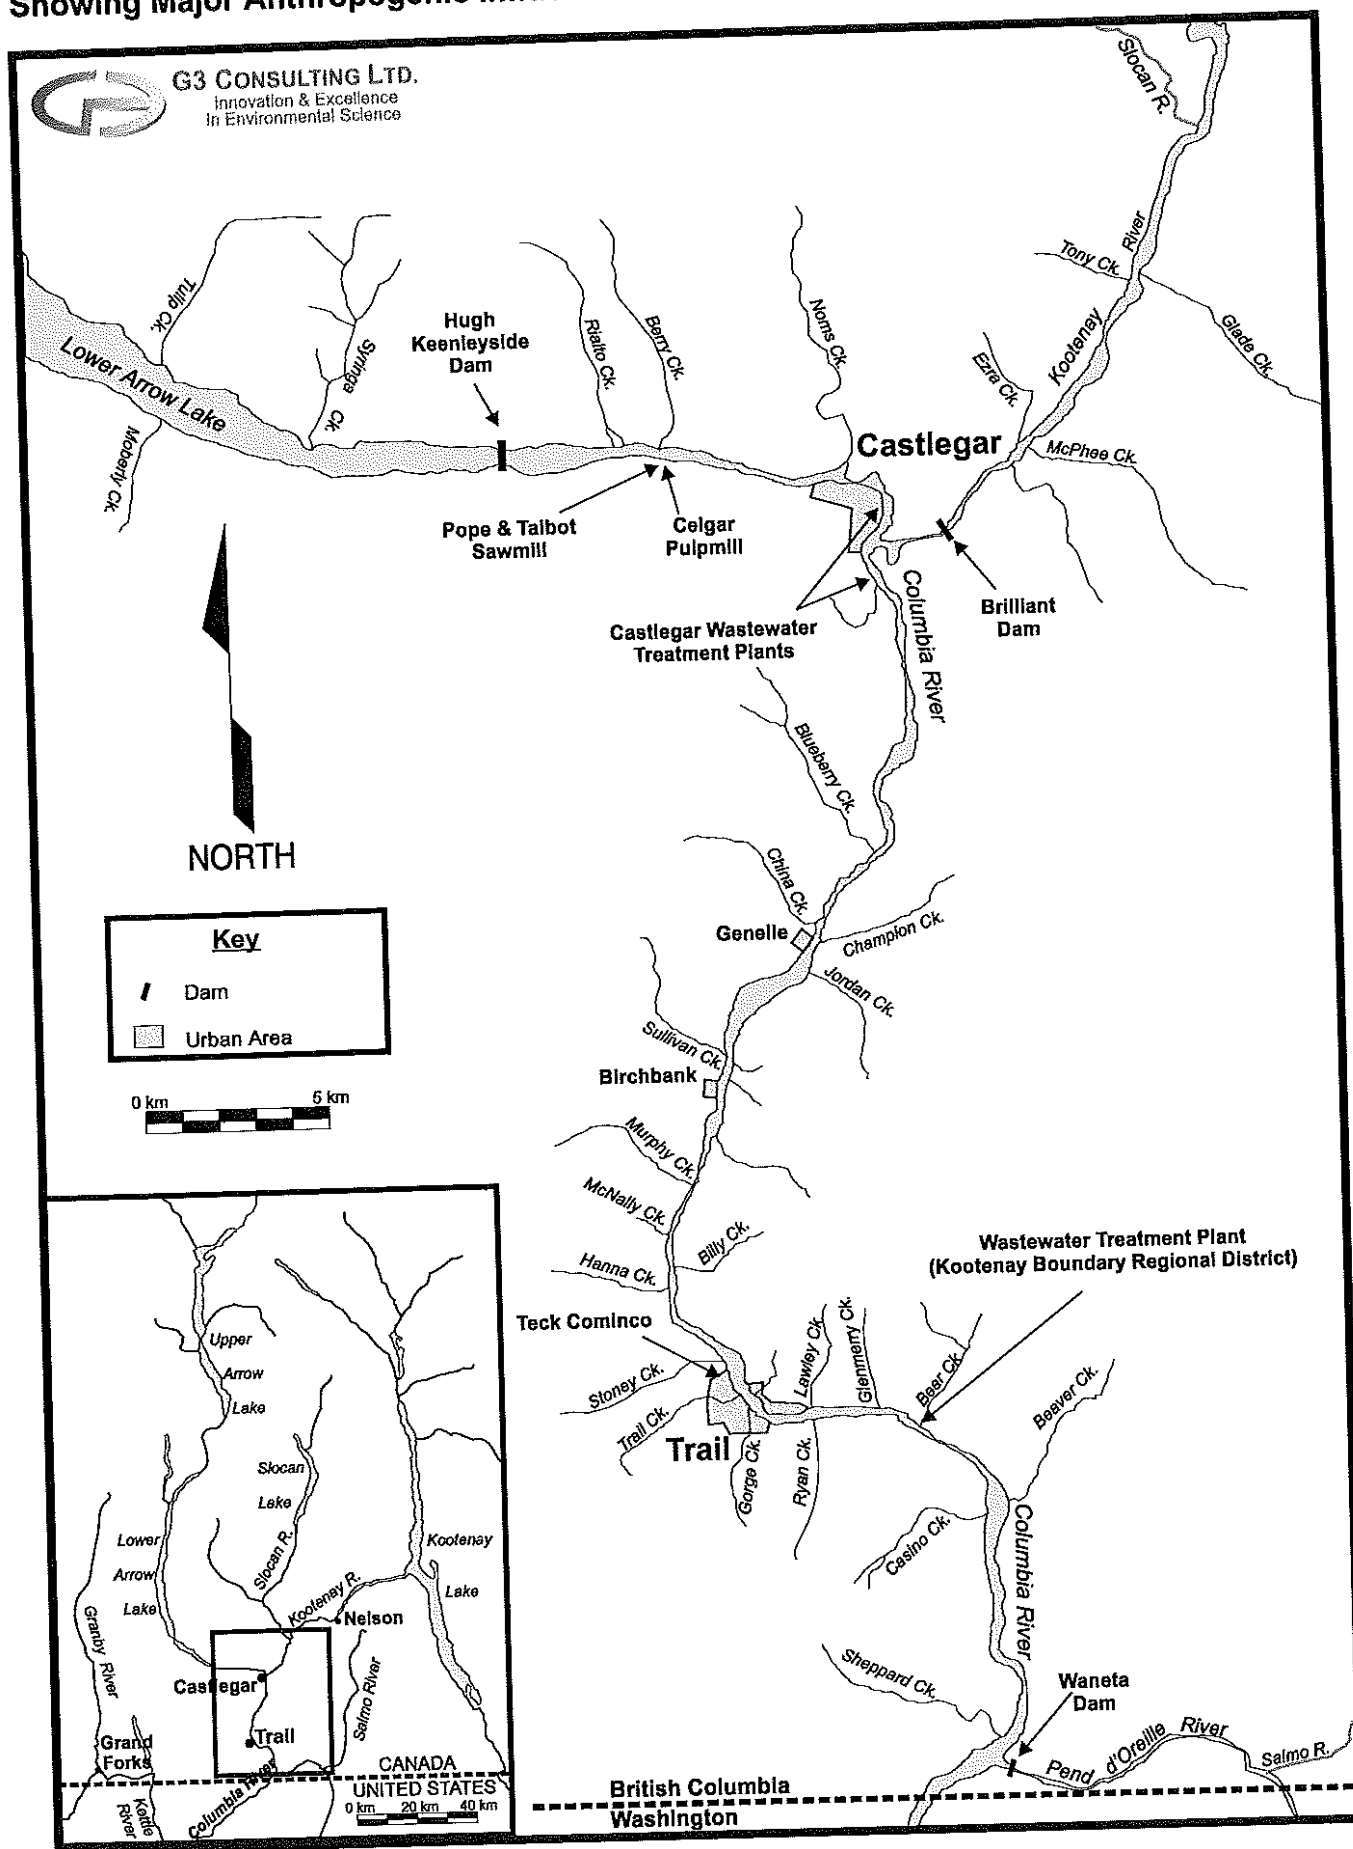 Showing Major Anthropogenic
G3 CONSULTING LTD.
Innovation & Excellence
In Environmental Science
Slocan R.
Tony Ck.
Kootenay
River
Glade Ck.
Tulip Ck.
Lower Arrow Lake
Moberly Ck.
Syringa
Ck.
Hugh
Keenleyside
Dam
Rialto Ck.
Berry Ck.
Norns Ck.
Ezra Ck.
Castlegar
McPhee Ck.
Pope & Talbot
Sawmill
Celgar
Pulpmill
Castlegar Wastewater
Treatment Plants
Columbia River
Brilliant
Dam
Blueberry Ck.
NORTH
China Ck.
Genelle
Champion Ck.
Jordan Ck.
Key
Dam
Urban Area
0 km
5 km
Sullivan Ck.
Birchbank
Murphy Ck.
McNally Ck.
Billy Ck.
Hanna Ck.
Wastewater Treatment Plant
(Kootenay Boundary Regional District)
Teck Cominco
Stoney Ck.
Trail Ck.
Trail
Gorge Ck.
Ryan Ck.
Lawley Ck.
Glenmerry Ck.
Bear Ck.
Beaver Ck.
Casino Ck.
Columbia River
Sheppard Ck.
Waneta
Dam
Pend d'Oreille River
Salmo R.
British Columbia
Washington
Upper
Arrow
Lake
Slocan
Lake
Slocan R.
Lower
Arrow
Lake
Kootenay
Lake
Kootenay R.
Nelson
Granby River
Castlegar
Salmo River
Trail
Grand
Forks
CANADA
UNITED STATES
Columbia River
Kettle
River
0 km 20 km 40 km